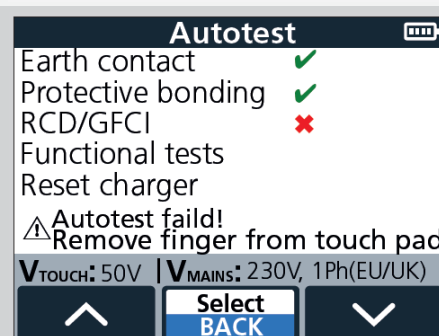 Autotest
Earth contact ✔
Protective bonding ✔
RCD/GFCI ✖
Functional tests
Reset charger
⚠ Autotest faild!
Remove finger from touch pad
VTOUCH: 50V | VMAINS: 230V, 1Ph(EU/UK)
Select
BACK